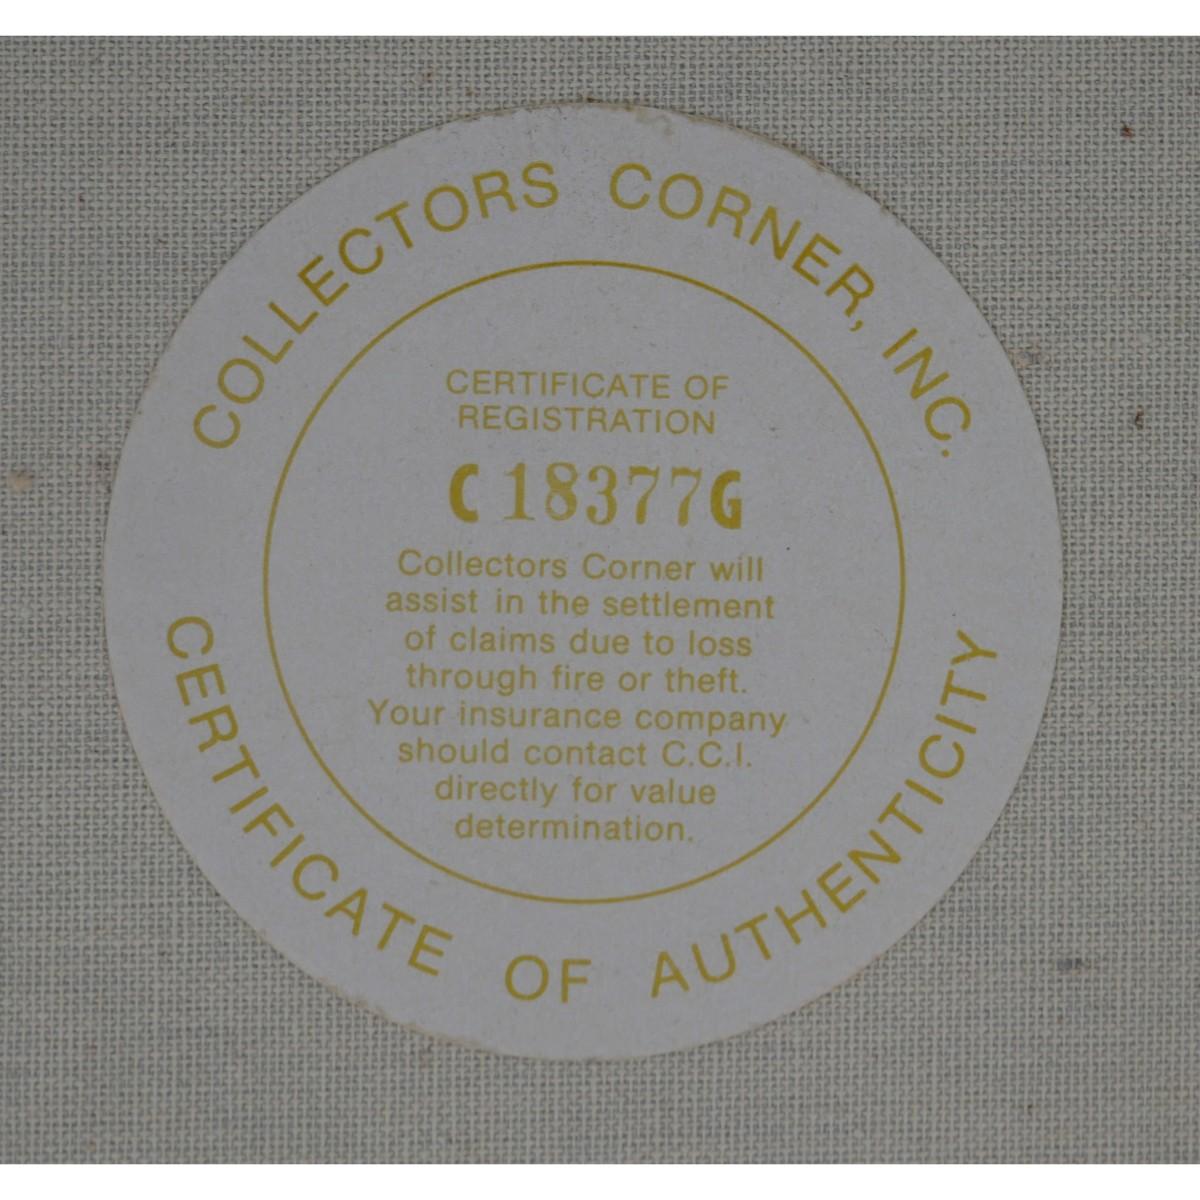 COLLECTORS CORNER, INC.
CERTIFICATE OF
REGISTRATION
C 18377G
Collectors Corner will
assist in the settlement
of claims due to loss
through fire or theft.
Your insurance company
should contact C.C.I.
directly for value
determination.
CERTIFICATE OF AUTHENTICITY